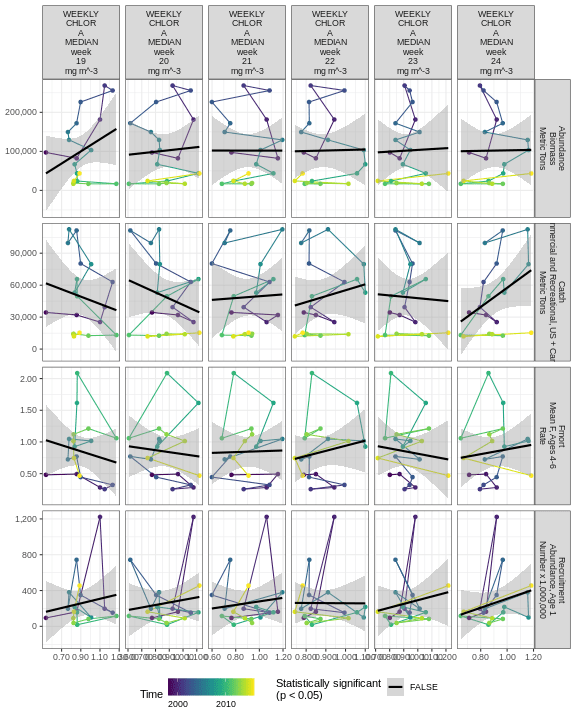 WEEKLY WEEKLY WEEKLY WEEKLY WEEKLY WEEKLY
CHLOR CHLOR CHLOR CHLOR CHLOR CHLOR
A A A A A A
MEDIAN MEDIAN MEDIAN MEDIAN MEDIAN MEDIAN
week week week week week week
19 20 21 22 23 24
mg m^-3 mg m^-3 mg m^-3 mg m^-3 mg m^-3 mg m^-3
200,000
100,000
0
Abundance
Biomass
Metric Tons
90,000
60,000
30,000
0
Catch
and Recreational, US +
Metric Tons
2.00
1.50
1.00
0.50
Fmort
Mean F, Ages 4-6
Rate
1,200
800
400
0
Recruitment
Abundance, Age 1
Number x 1,000,000
0.70 0.90 1.10
0.80 1.00 1.20
0.80 1.00 1.20
Time
2000 2010
Statistically significant
(p < 0.05)
FALSE